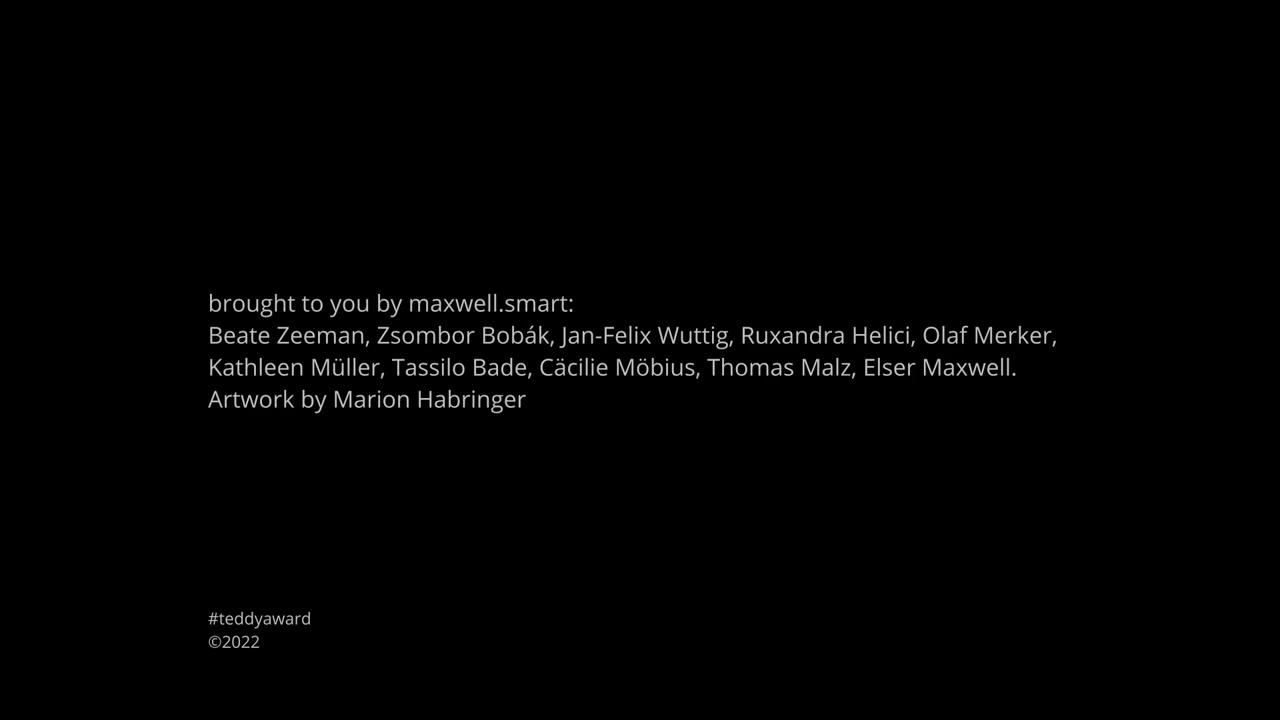 brought to you by maxwell.smart:
Beate Zeeman, Zsombor Bobák, Jan-Felix Wuttig, Ruxandra Helici, Olaf Merker,
Kathleen Müller, Tassilo Bade, Cäcilie Möbius, Thomas Malz, Elser Maxwell.
Artwork by Marion Habringer
#teddyaward
©2022